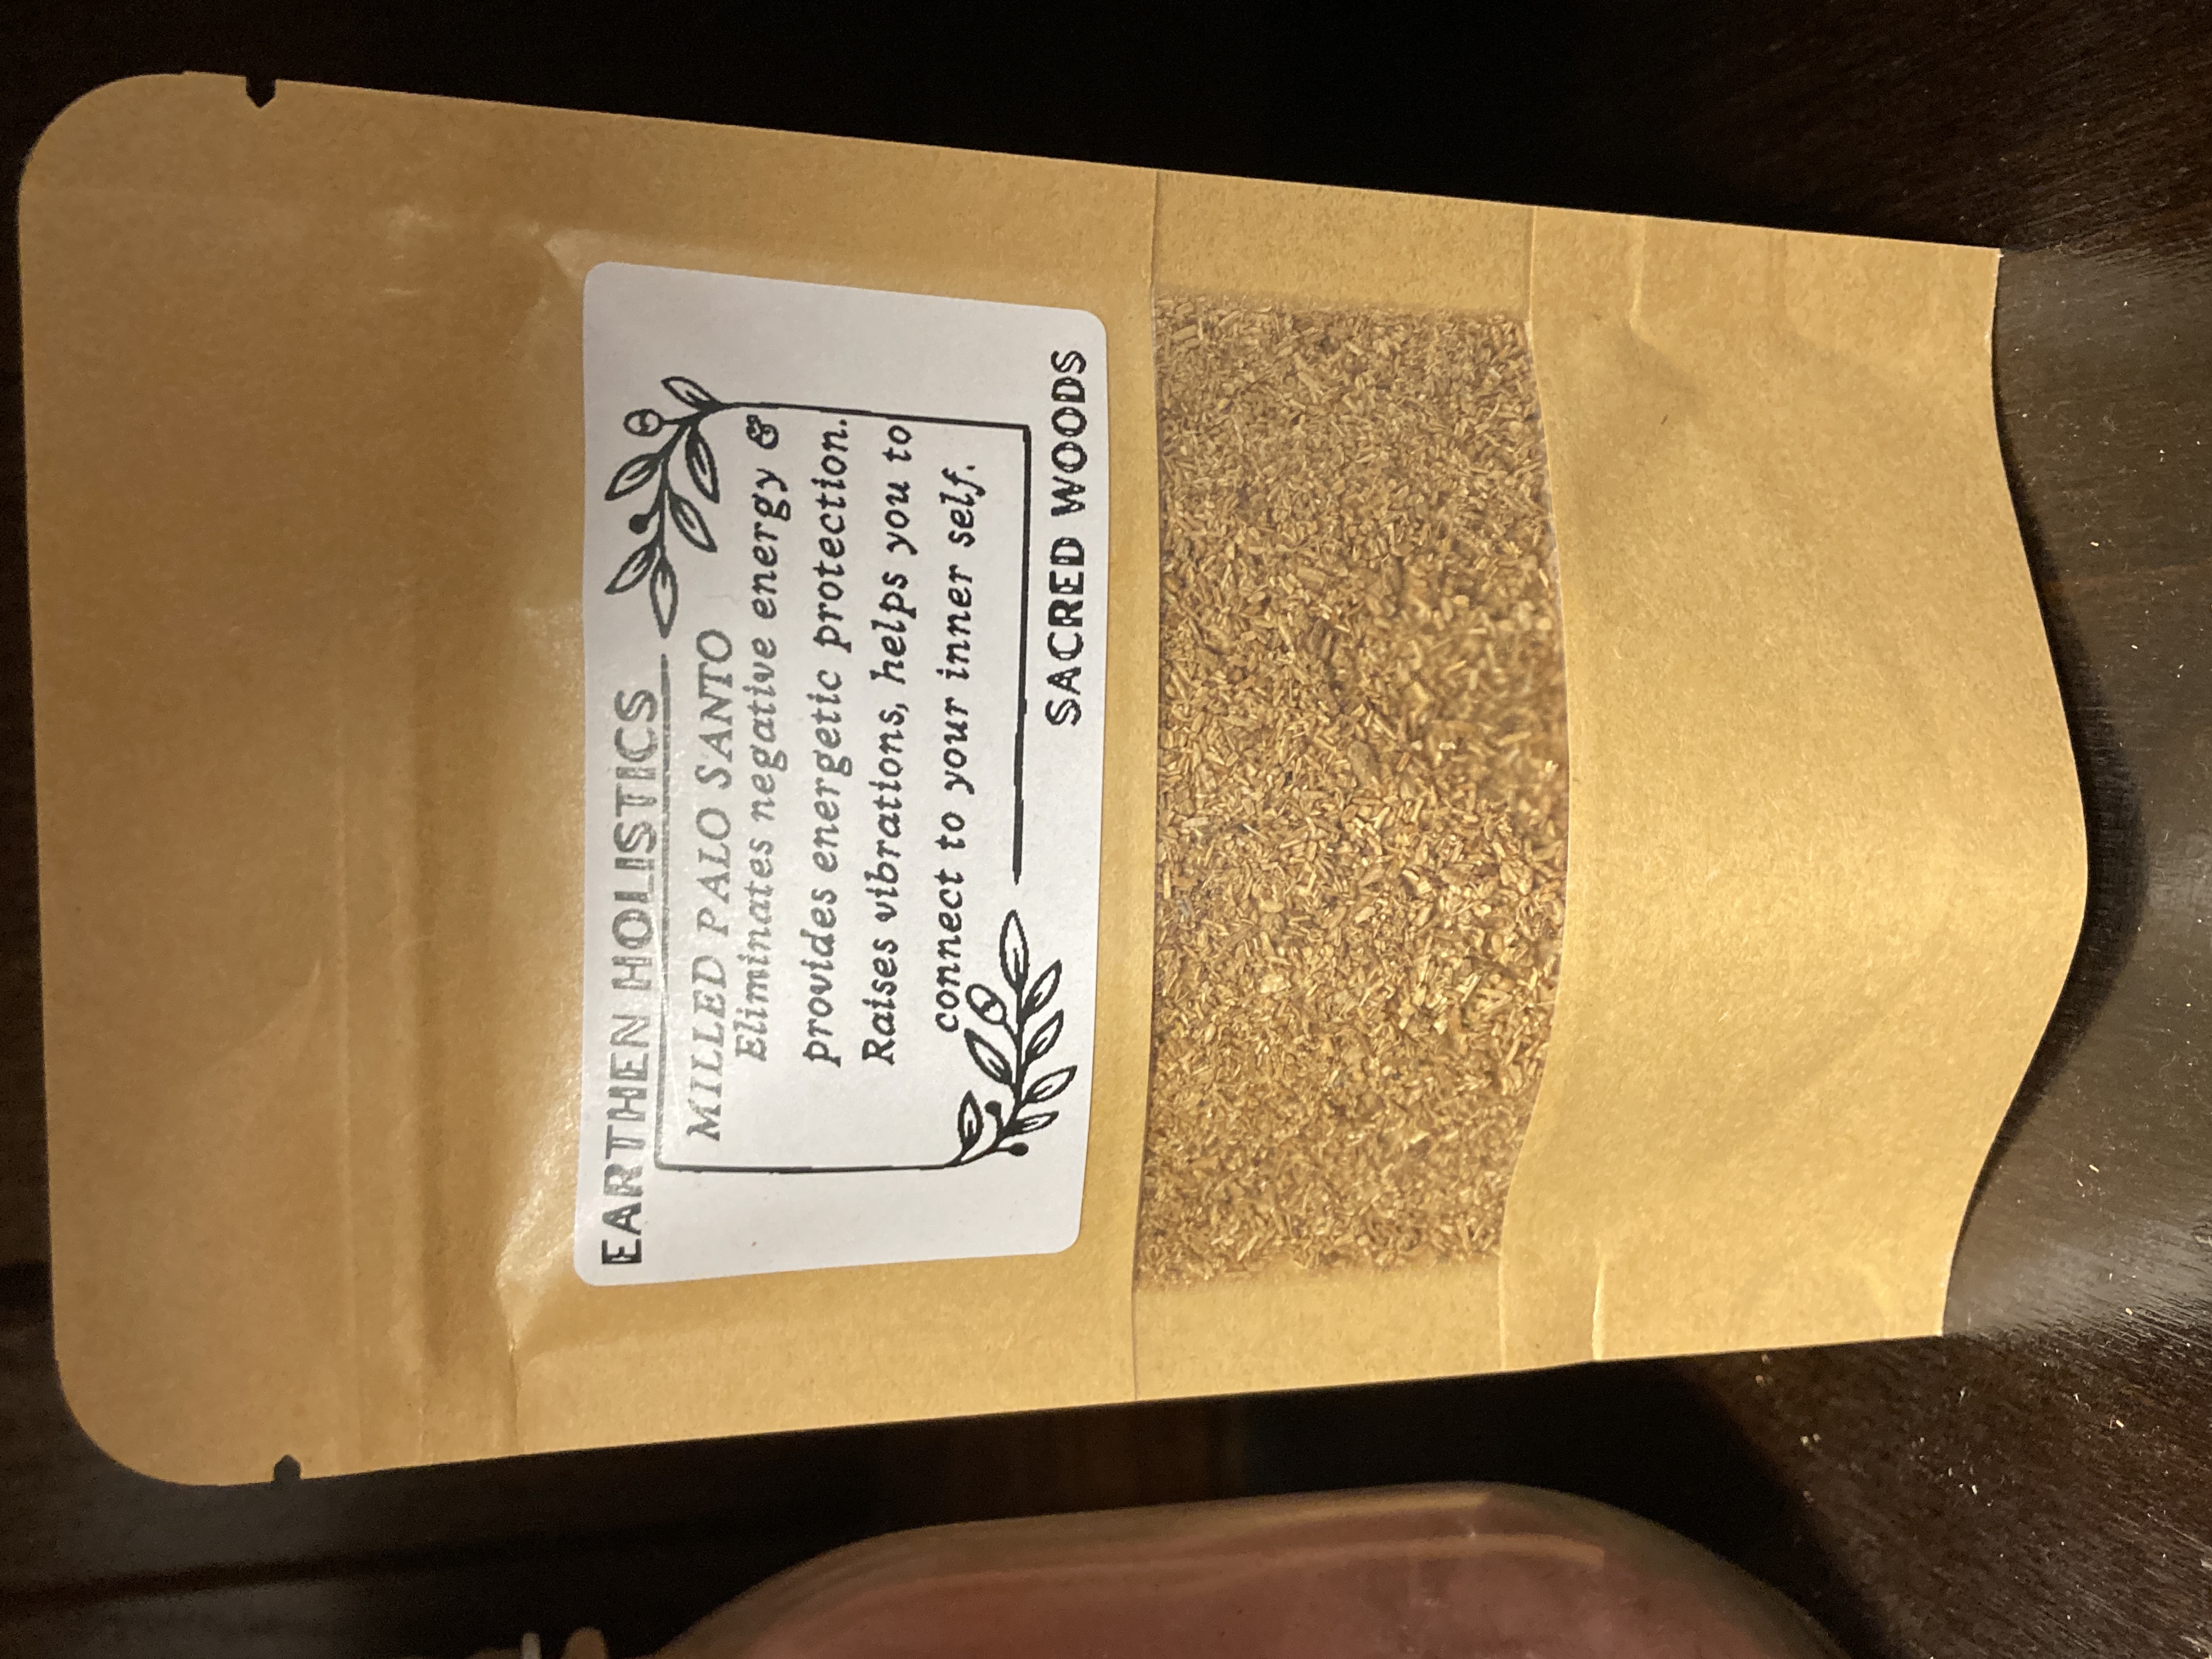 EARTHEN HOLISTICS
MILLED PALO SANTO
Eliminates negative energy &
provides energetic protection.
Raises vibrations, helps you to
connect to your inner self.
SACRED WOODS